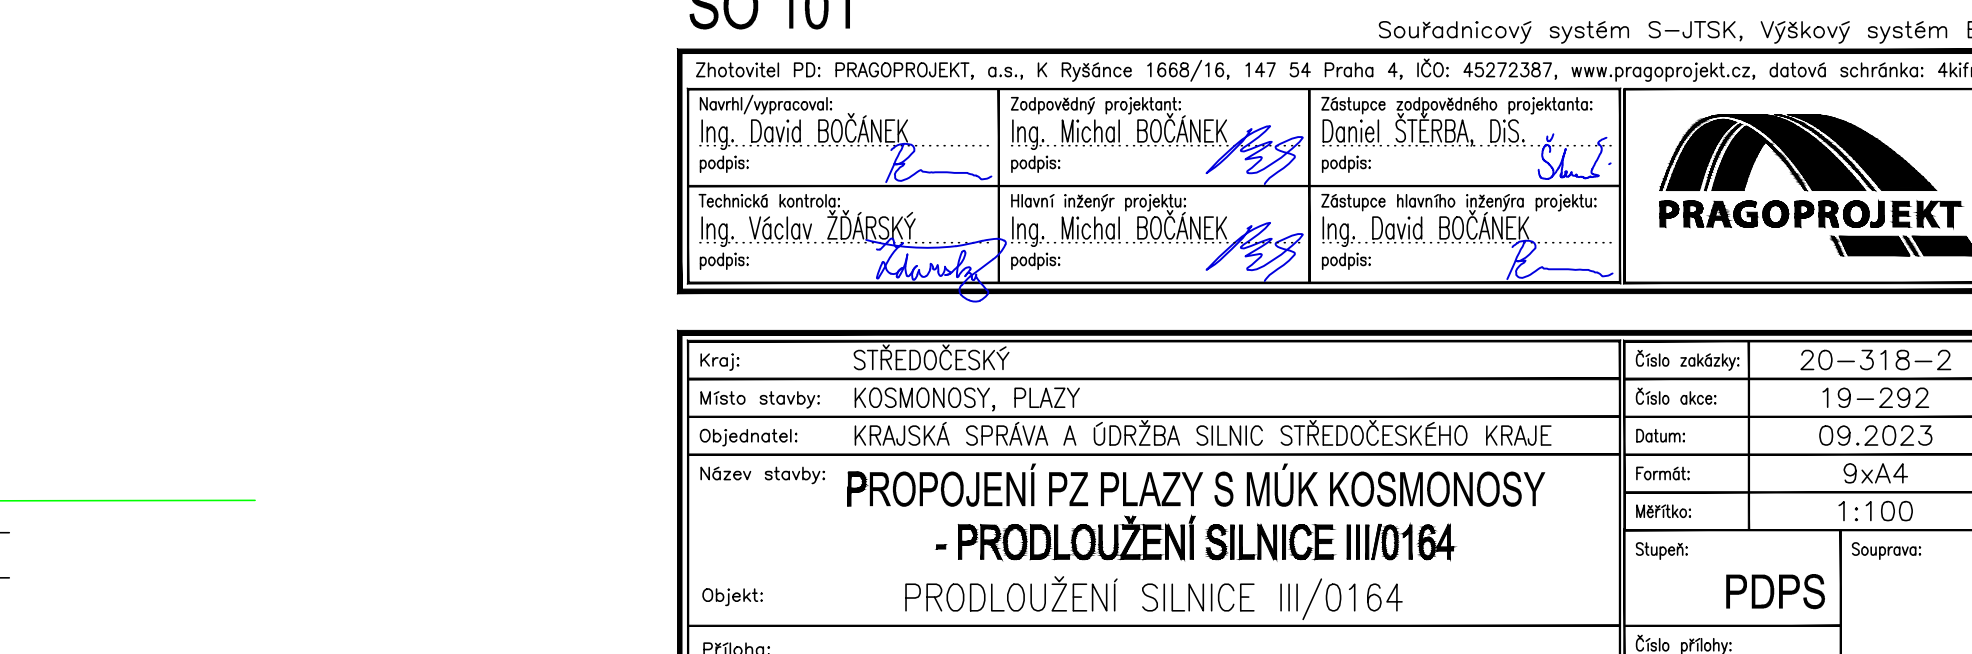 SO 101
Souřadnicový systém S-JTSK, Výškový systém
Zhotovitel PD: PRAGOPROJEKT, a.s., K Ryšánce 1668/16, 147 54 Praha 4, IČO: 45272387, www.pragoprojekt.cz, datová schránka:
Navrhl/vypracoval: Zodpovědný projektant: Zástupce zodpovědného projektanta:
Ing. David BOČÁNEK Ing. Michal BOČÁNEK Daniel ŠTĚRBA, DiS.
podpis: podpis: podpis:
Technická kontrola: Hlavní inženýr projektu: Zástupce hlavního inženýra projektu:
Ing. Václav ŽĎÁRSKÝ Ing. Michal BOČÁNEK Ing. David BOČÁNEK
podpis: podpis: podpis:
PRAGOPROJEKT
Kraj: STŘEDOČESKÝ
Místo stavby: KOSMONOSY, PLAZY
Objednatel: KRAJSKÁ SPRÁVA A ÚDRŽBA SILNIC STŘEDOČESKÉHO KRAJE
Název stavby: PROPOJENÍ PZ PLAZY S MÚK KOSMONOSY
- PRODLOUŽENÍ SILNICE III/0164
Objekt: PRODLOUŽENÍ SILNICE III/0164
Příloha:
Číslo zakázky: 20-318-2
Číslo akce: 19-292
Datum: 09.2023
Formát: 9xA4
Měřítko: 1:100
Stupeň: Souprava:
PDPS
Číslo přílohy: